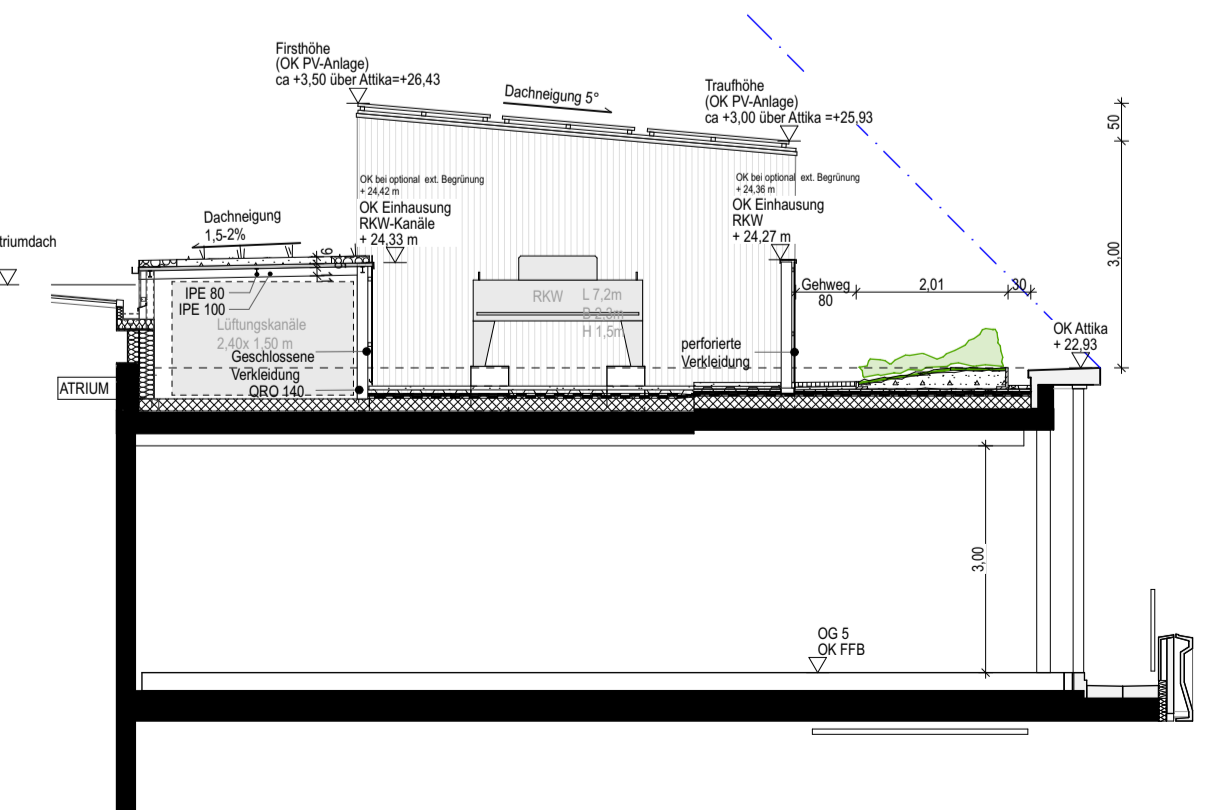 Firsthöhe
(OK PV-Anlage)
ca +3,50 über Attika=+26,43
Dachneigung 5°
Traufhöhe
(OK PV-Anlage)
ca +3,00 über Attika =+25,93
50
OK bei optional ext. Begrünung
+ 24,42 m
OK Einhausung
RKW-Kanäle
+ 24,33 m
OK bei optional ext. Begrünung
+ 24,36 m
OK Einhausung
RKW
+ 24,27 m
Dachneigung
1,5-2%
triumdach
3,00
IPE 80
IPE 100
Lüftungskanäle
2,40x 1,50 m
Geschlossene
Verkleidung
QRO 140
RKW
L 7,2m
B 2,3m
H 1,5m
Gehweg
80
2,01
30
perforierte
Verkleidung
OK Attika
+ 22,93
ATRIUM
3,00
OG 5
OK FFB